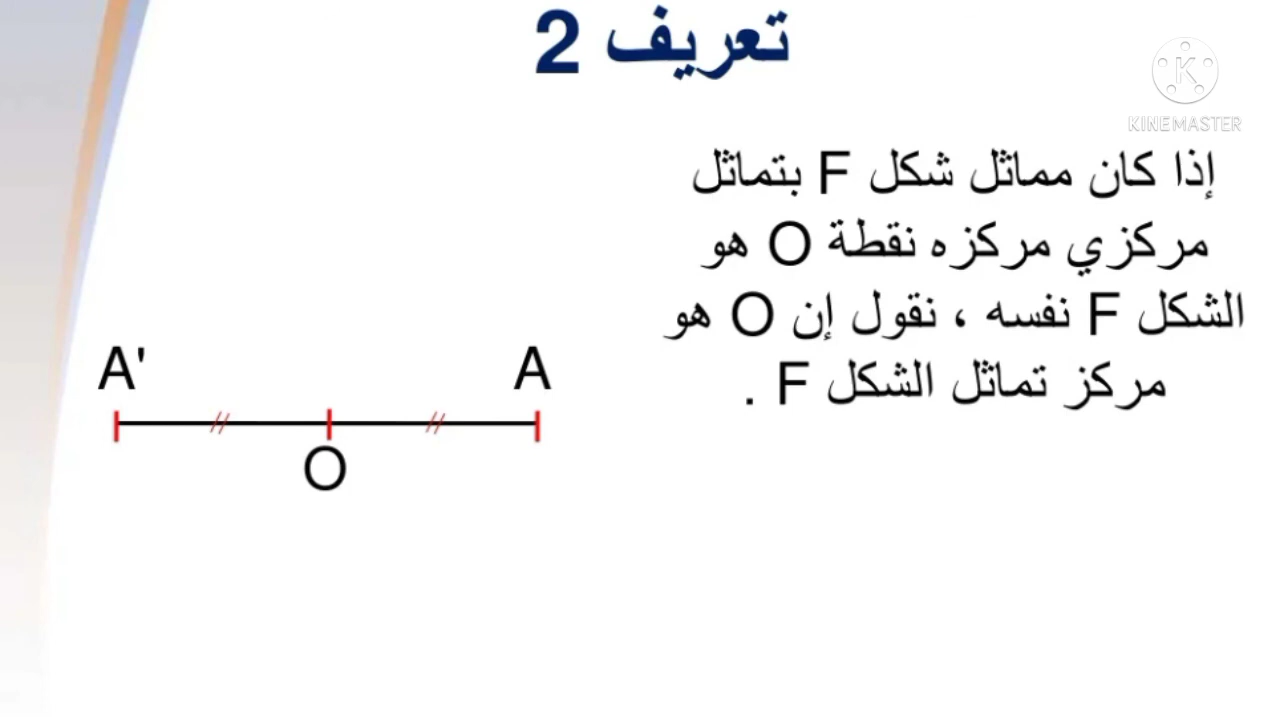 تعريف 2
KINEMASTER
إذا كان مماثل شكل F بتماثل
مركزي مركزه نقطة O هو
الشكل F نفسه ، نقول إن O هو
مركز تماثل الشكل F .
A'
A
O